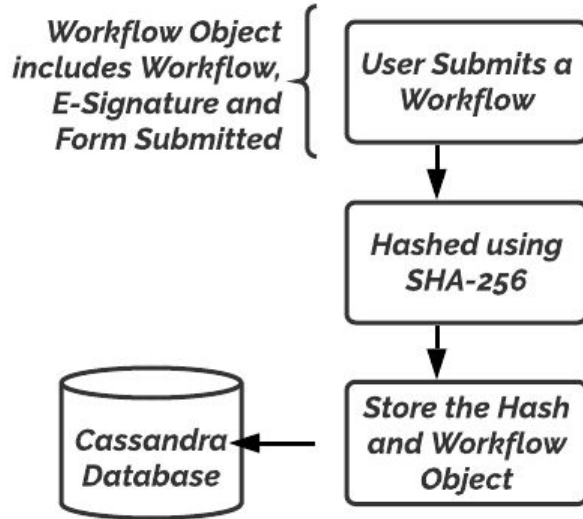 Workflow Object
includes Workflow,
E-Signature and
Form Submitted
User Submits a
Workflow
Hashed using
SHA-256
Store the Hash
and Workflow
Object
Cassandra
Database